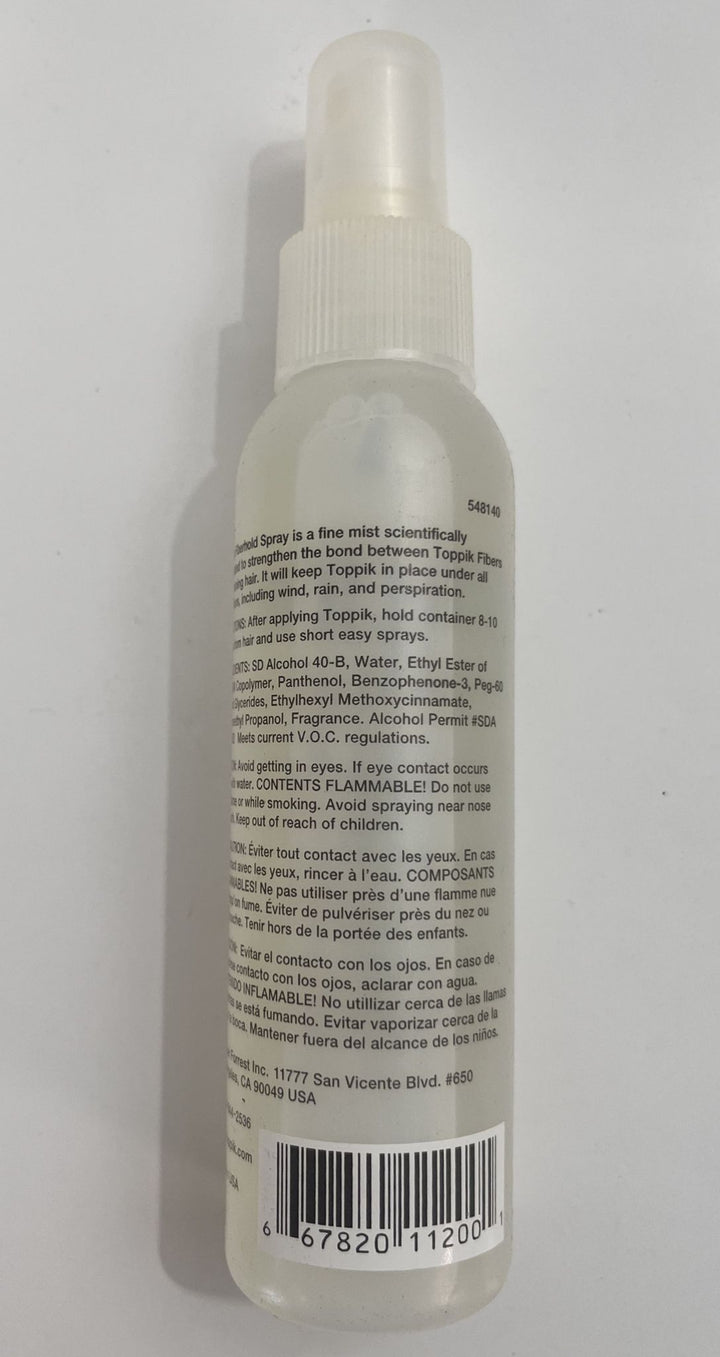 548140
Spray is a fine mist scientifically
to strengthen the bond between Toppik Fibers
hair. It will keep Toppik in place under all
including wind, rain, and perspiration.
After applying Toppik, hold container 8-10
hair and use short easy sprays.
SD Alcohol 40-B, Water, Ethyl Ester of
Copolymer, Panthenol, Benzophenone-3, Peg-60
Glycerides, Ethylhexyl Methoxycinnamate,
Propanol, Fragrance. Alcohol Permit #SDA
Meets current V.O.C. regulations.
Avoid getting in eyes. If eye contact occurs
water. CONTENTS FLAMMABLE! Do not use
or while smoking. Avoid spraying near nose
Keep out of reach of children.
Éviter tout contact avec les yeux. En cas
avec les yeux, rincer à l'eau. COMPOSANTS
Ne pas utiliser près d'une flamme nue
on fume. Éviter de pulvériser près du nez ou
Tenir hors de la portée des enfants.
Evitar el contacto con los ojos. En caso de
contacto con los ojos, aclarar con agua.
INFLAMABLE! No utillizar cerca de las llamas
se está fumando. Evitar vaporizar cerca de la
boca. Mantener fuera del alcance de los niños.
Forrest Inc. 11777 San Vicente Blvd. #650
CA 90049 USA
-2536
.com
USA
6 67820 11200 1